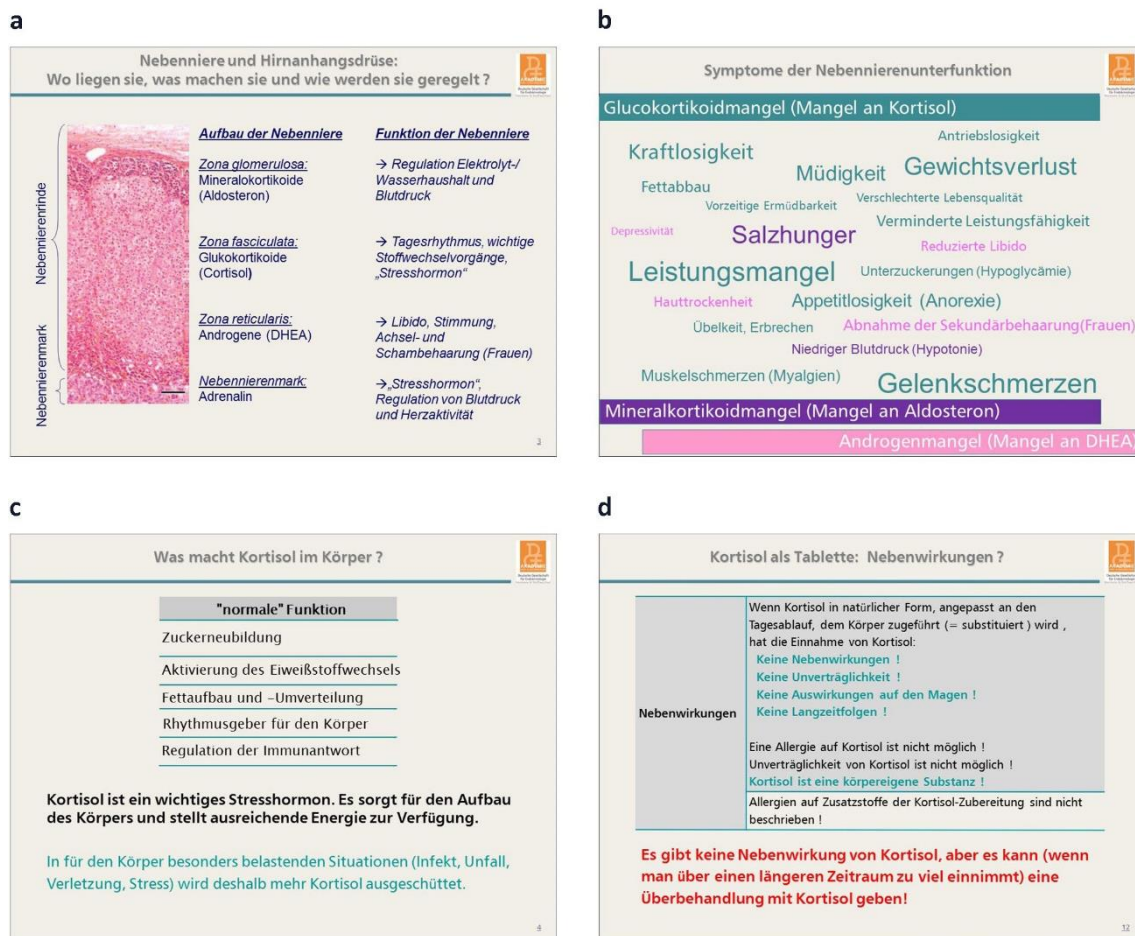 a
Nebenniere und Hirnanhangsdrüse:
Wo liegen sie, was machen sie und wie werden sie geregelt ?
Nebennierenrinde
Nebennierenmark
Aufbau der Nebenniere
Funktion der Nebenniere
Zona glomerulosa:
Mineralokortikoide
(Aldosteron)
→ Regulation Elektrolyt-/
Wasserhaushalt und
Blutdruck
Zona fasciculata:
Glukokortikoide
(Cortisol)
→ Tagesrhythmus, wichtige
Stoffwechselvorgänge,
„Stresshormon“
Zona reticularis:
Androgene (DHEA)
→ Libido, Stimmung,
Achsel- und
Schambehaarung (Frauen)
Nebennierenmark:
Adrenalin
→„Stresshormon“,
Regulation von Blutdruck
und Herzaktivität
3
b
Symptome der Nebennierenunterfunktion
Glucokortikoidmangel (Mangel an Kortisol)
Antriebslosigkeit
Kraftlosigkeit
Müdigkeit
Gewichtsverlust
Fettabbau
Vorzeitige Ermüdbarkeit
Verschlechterte Lebensqualität
Verminderte Leistungsfähigkeit
Depressivität
Salzhunger
Reduzierte Libido
Leistungsmangel
Unterzuckerungen (Hypoglycämie)
Hauttrockenheit
Appetitlosigkeit (Anorexie)
Übelkeit, Erbrechen
Abnahme der Sekundärbehaarung(Frauen)
Niedriger Blutdruck (Hypotonie)
Muskelschmerzen (Myalgien)
Gelenkschmerzen
Mineralkortikoidmangel (Mangel an Aldosteron)
Androgenmangel (Mangel an DHEA)
c
Was macht Kortisol im Körper ?
"normale" Funktion
Zuckerneubildung
Aktivierung des Eiweißstoffwechsels
Fettaufbau und –Umverteilung
Rhythmusgeber für den Körper
Regulation der Immunantwort
Kortisol ist ein wichtiges Stresshormon. Es sorgt für den Aufbau
des Körpers und stellt ausreichende Energie zur Verfügung.
In für den Körper besonders belastenden Situationen (Infekt, Unfall,
Verletzung, Stress) wird deshalb mehr Kortisol ausgeschüttet.
4
d
Kortisol als Tablette: Nebenwirkungen ?
Nebenwirkungen
Wenn Kortisol in natürlicher Form, angepasst an den
Tagesablauf, dem Körper zugeführt (= substituiert ) wird ,
hat die Einnahme von Kortisol:
Keine Nebenwirkungen !
Keine Unverträglichkeit !
Keine Auswirkungen auf den Magen !
Keine Langzeitfolgen !
Eine Allergie auf Kortisol ist nicht möglich !
Unverträglichkeit von Kortisol ist nicht möglich !
Kortisol ist eine körpereigene Substanz !
Allergien auf Zusatzstoffe der Kortisol-Zubereitung sind nicht
beschrieben !
Es gibt keine Nebenwirkung von Kortisol, aber es kann (wenn
man über einen längeren Zeitraum zu viel einnimmt) eine
Überbehandlung mit Kortisol geben!
12